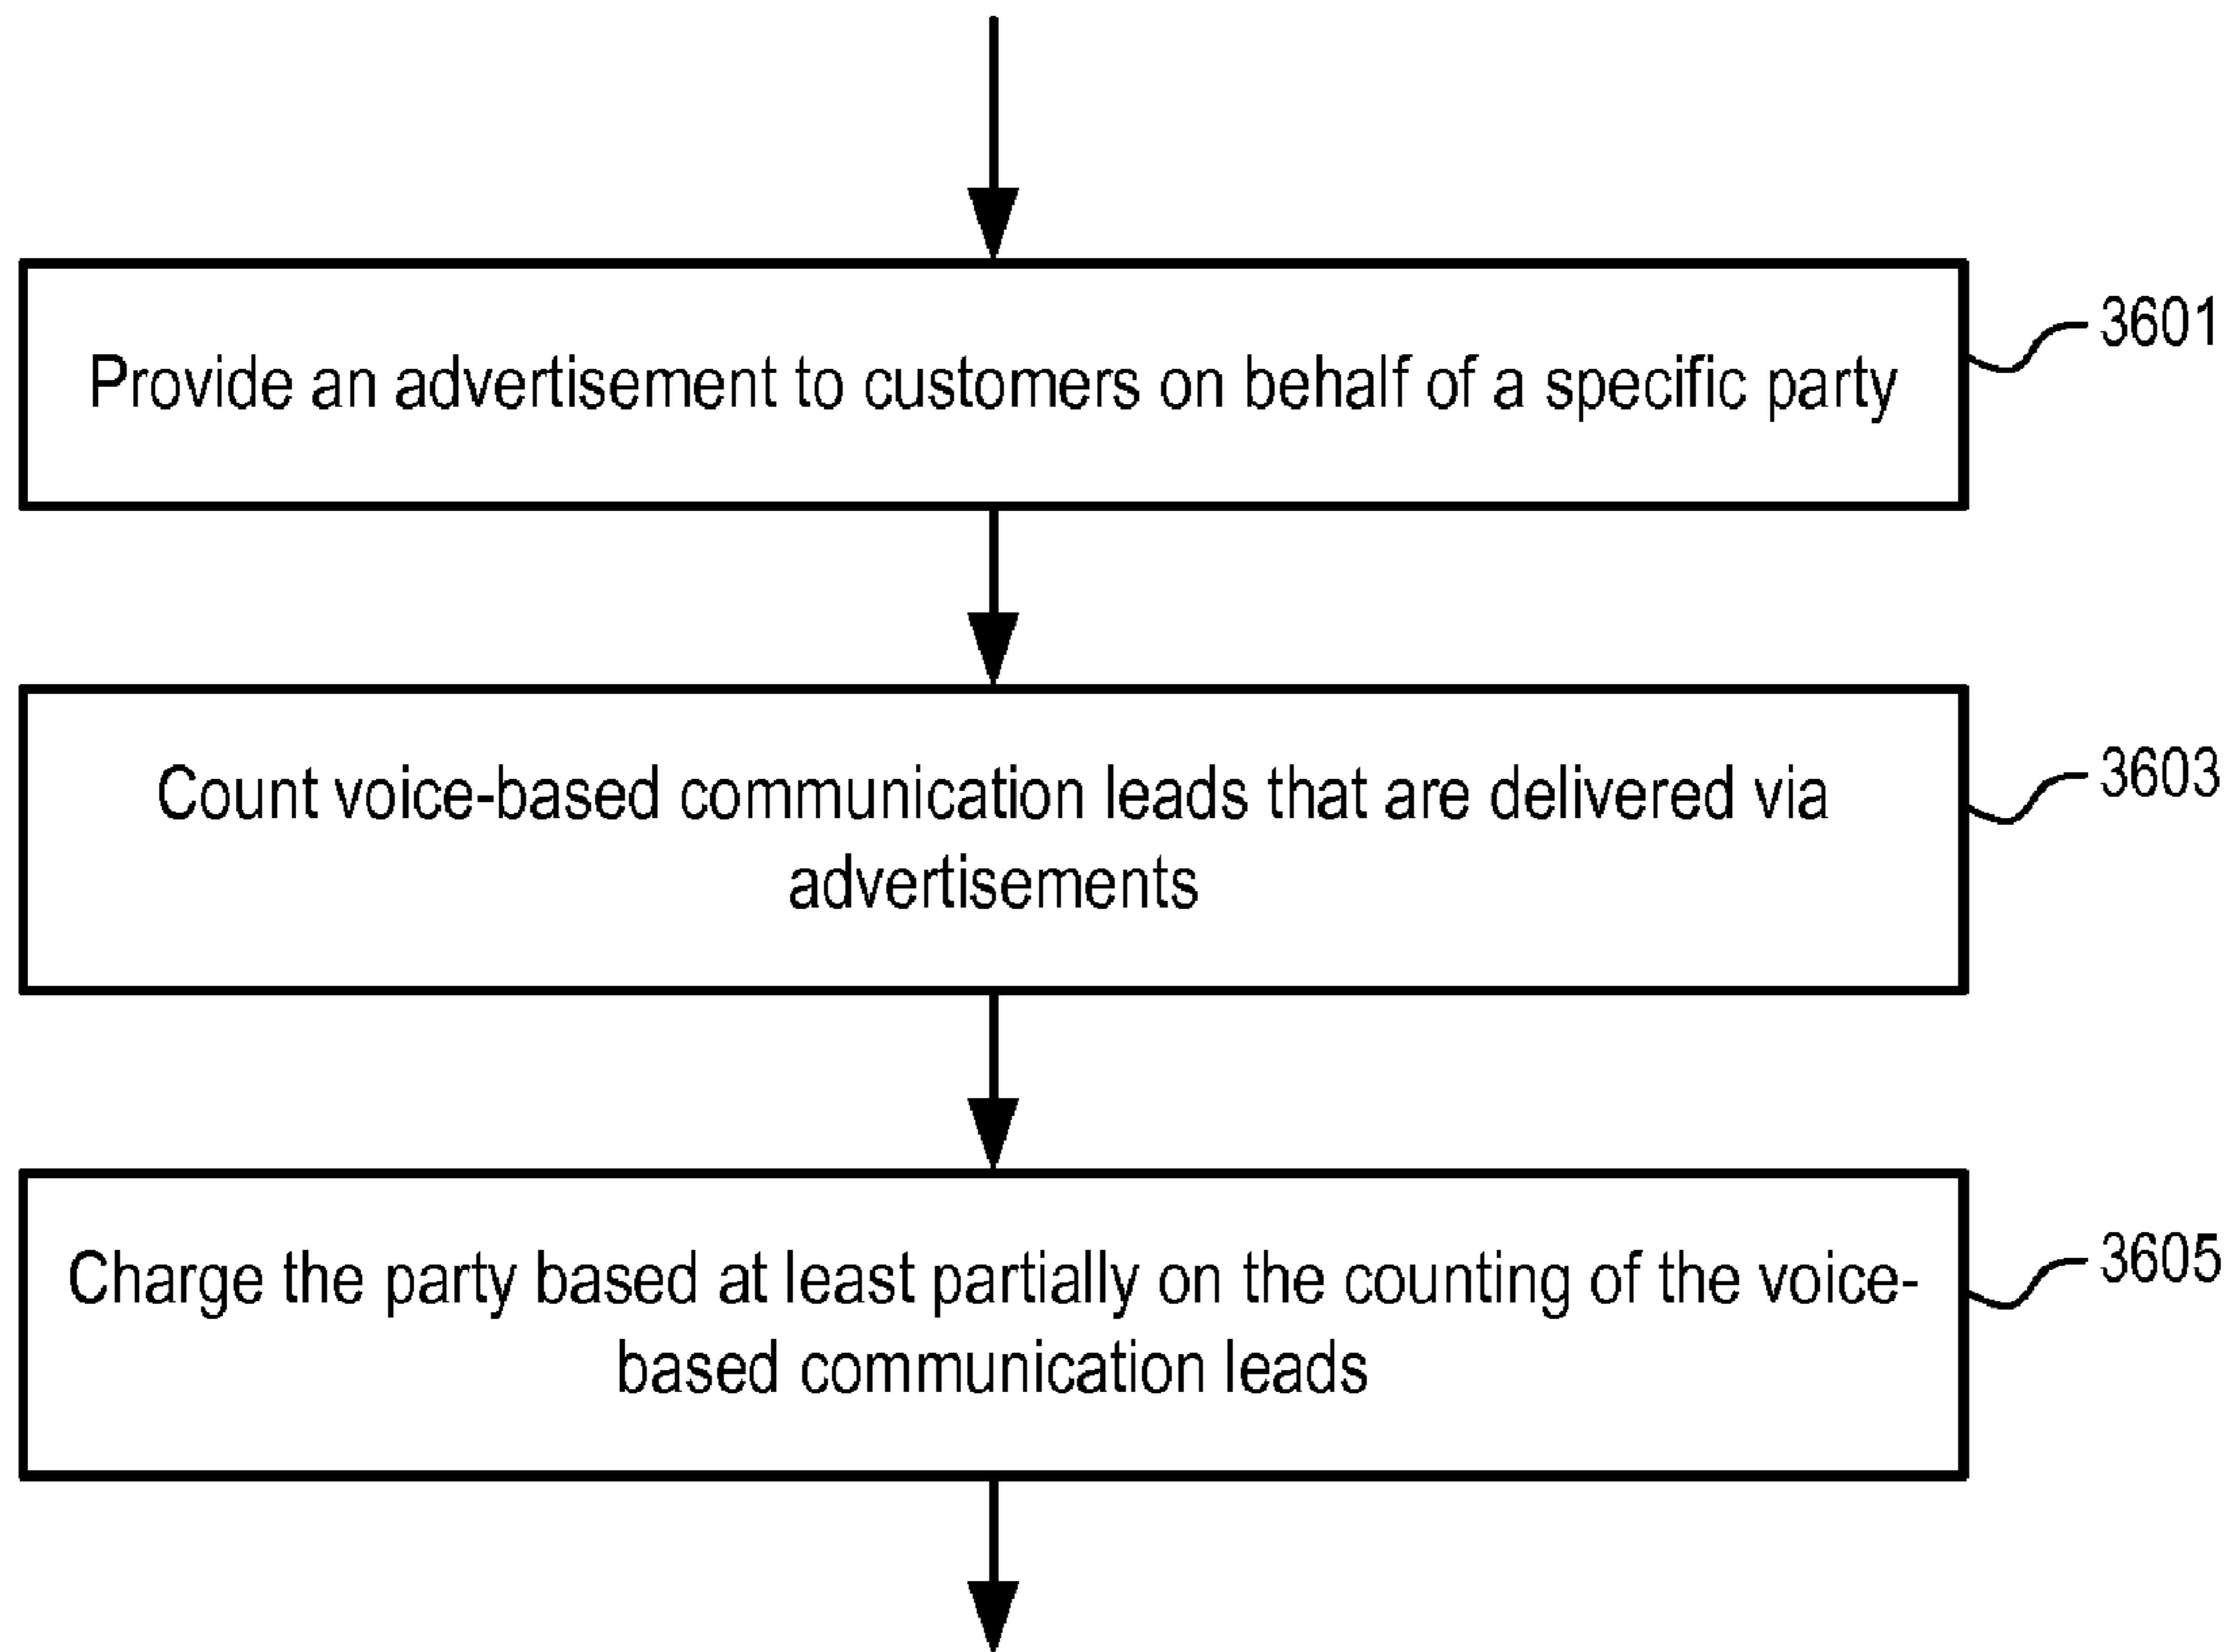 Provide an advertisement to customers on behalf of a specific party
3601
Count voice-based communication leads that are delivered via
advertisements
3603
Charge the party based at least partially on the counting of the voice-
based communication leads
3605